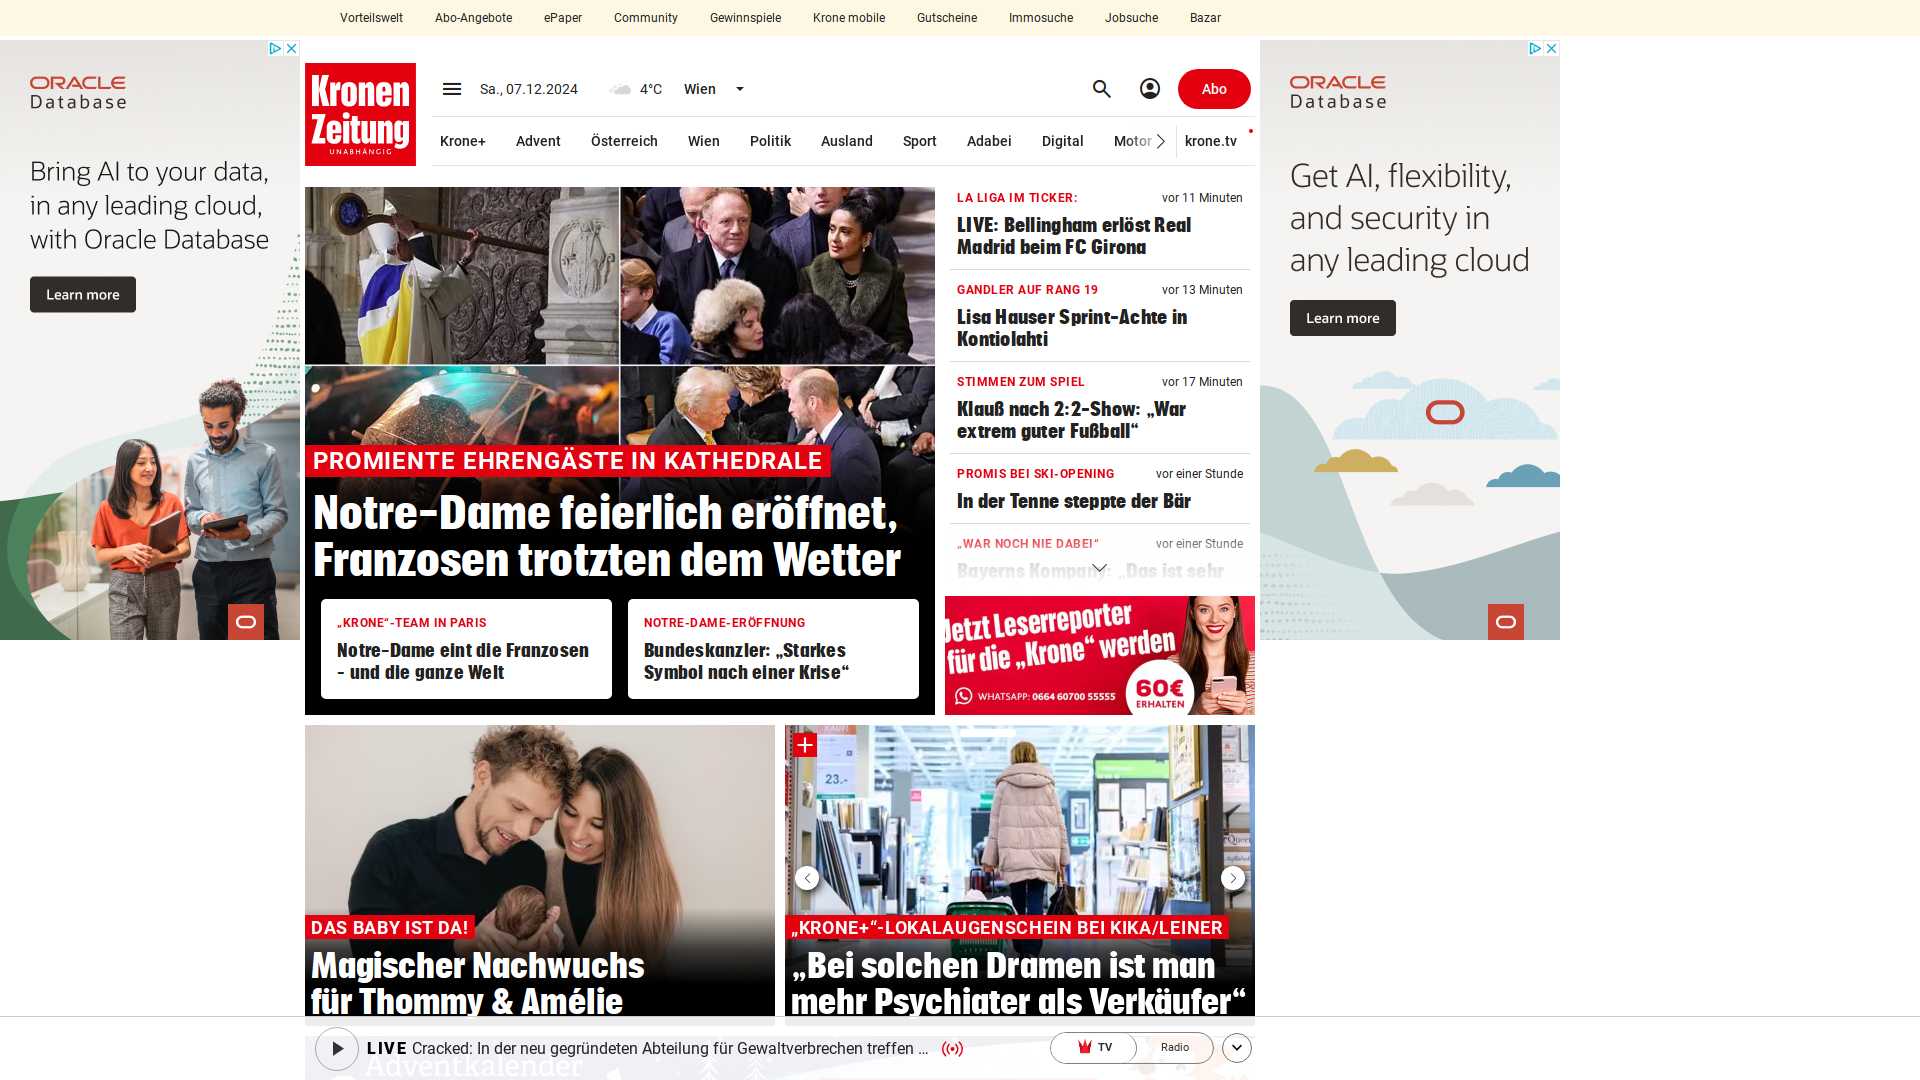 Vorteilswelt
Abo-Angebote
ePaper
Community
Gewinnspiele
Krone mobile
Gutscheine
Immosuche
Jobsuche
Bazar
ORACLE
Database
Bring AI to your data,
in any leading cloud,
with Oracle Database
Learn more
Kronen
Zeitung
UNABHÄNGIG
Sa., 07.12.2024
4°C
Wien
Abo
Krone+
Advent
Österreich
Wien
Politik
Ausland
Sport
Adabei
Digital
Motor
krone.tv
PROMIENTE EHRENGÄSTE IN KATHEDRALE
Notre-Dame feierlich eröffnet,
Franzosen trotzten dem Wetter
„KRONE“-TEAM IN PARIS
Notre-Dame eint die Franzosen
- und die ganze Welt
NOTRE-DAME-ERÖFFNUNG
Bundeskanzler: „Starkes
Symbol nach einer Krise“
LA LIGA IM TICKER:
vor 11 Minuten
LIVE: Bellingham erlöst Real
Madrid beim FC Girona
GANDLER AUF RANG 19
vor 13 Minuten
Lisa Hauser Sprint-Achte in
Kontiolahti
STIMMEN ZUM SPIEL
vor 17 Minuten
Klauß nach 2:2-Show: „War
extrem guter Fußball“
PROMIS BEI SKI-OPENING
vor einer Stunde
In der Tenne steppte der Bär
„WAR NOCH NIE DABEI“
vor einer Stunde
Bayerns Kompany: „Das ist sehr
Jetzt Leserreporter
für die „Krone“ werden
WHATSAPP: 0664 60700 55555
60€
ERHALTEN
ORACLE
Database
Get AI, flexibility,
and security in
any leading cloud
Learn more
DAS BABY IST DA!
Magischer Nachwuchs
für Thommy & Amélie
23.-
„KRONE+“-LOKALAUGENSCHEIN BEI KIKA/LEINER
„Bei solchen Dramen ist man
mehr Psychiater als Verkäufer“
LIVE Cracked: In der neu gegründeten Abteilung für Gewaltverbrechen treffen ...
TV
Radio
Adventkalender